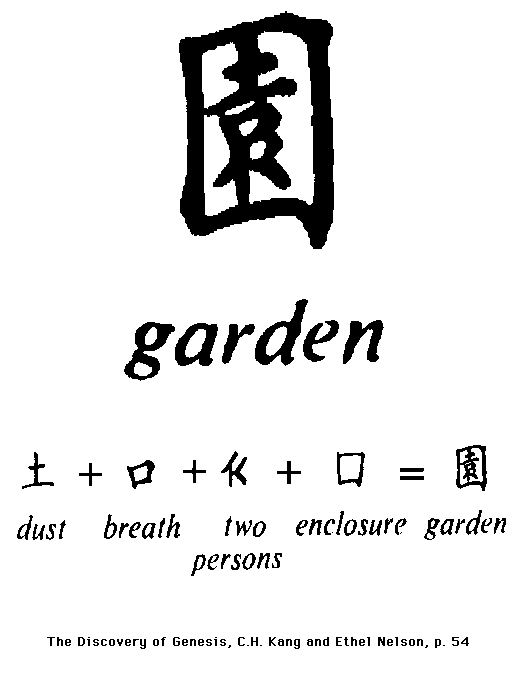 園
garden
土 + 口 + 𧘇 + 囗 = 園
dust breath two enclosure garden
persons
The Discovery of Genesis, C.H. Kang and Ethel Nelson, p. 54